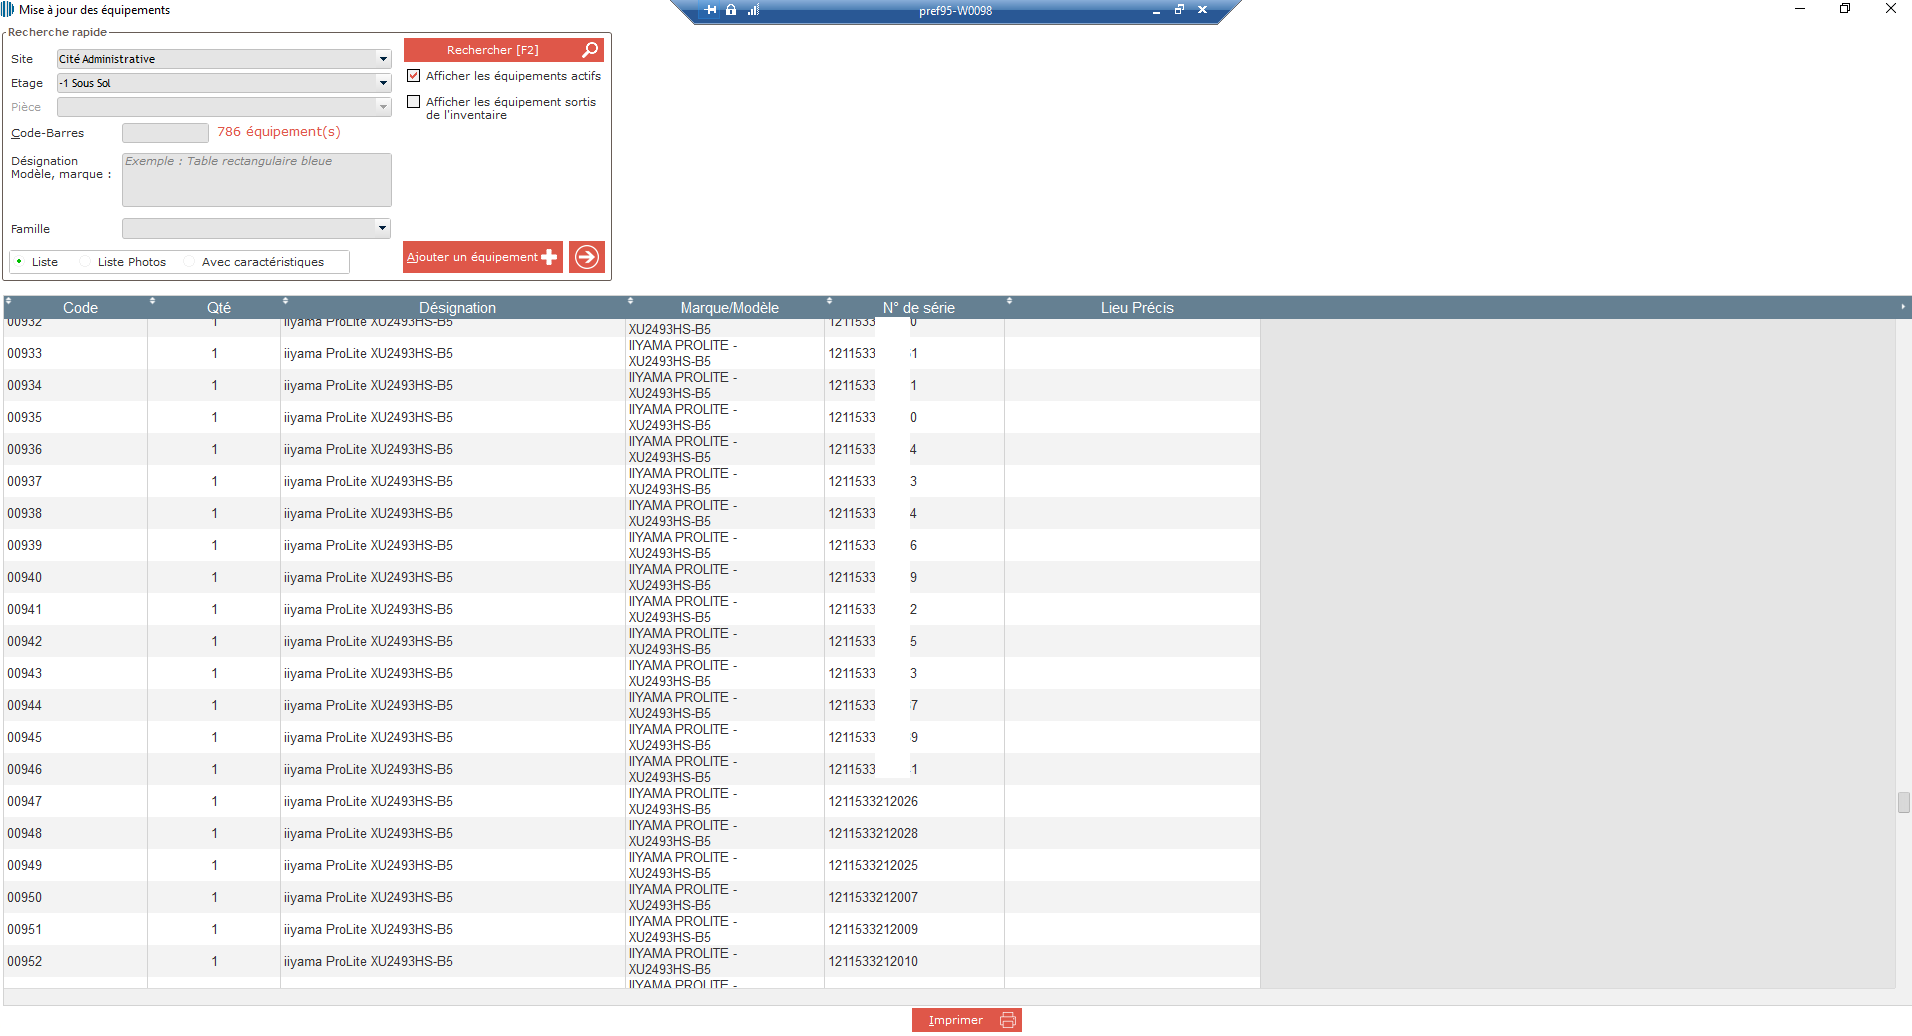 Mise à jour des équipements
pref95-W0098
Recherche rapide
Site Cité Administrative
Rechercher [F2]
Etage -1 Sous Sol
Afficher les équipements actifs
Pièce
Afficher les équipement sortis
de l'inventaire
Code-Barres 786 équipement(s)
Désignation
Modèle, marque :
Exemple : Table rectangulaire bleue
Famille
Ajouter un équipement
Liste Liste Photos Avec caractéristiques
Code Qté Désignation Marque/Modèle N° de série Lieu Précis
00932 1 iiyama ProLite XU2493HS-B5 XU2493HS-B5 1211533 0
00933 1 iiyama ProLite XU2493HS-B5 IIYAMA PROLITE - 1211533 1
XU2493HS-B5
00934 1 iiyama ProLite XU2493HS-B5 IIYAMA PROLITE - 1211533 1
XU2493HS-B5
00935 1 iiyama ProLite XU2493HS-B5 IIYAMA PROLITE - 1211533 0
XU2493HS-B5
00936 1 iiyama ProLite XU2493HS-B5 IIYAMA PROLITE - 1211533 4
XU2493HS-B5
00937 1 iiyama ProLite XU2493HS-B5 IIYAMA PROLITE - 1211533 3
XU2493HS-B5
00938 1 iiyama ProLite XU2493HS-B5 IIYAMA PROLITE - 1211533 4
XU2493HS-B5
00939 1 iiyama ProLite XU2493HS-B5 IIYAMA PROLITE - 1211533 6
XU2493HS-B5
00940 1 iiyama ProLite XU2493HS-B5 IIYAMA PROLITE - 1211533 9
XU2493HS-B5
00941 1 iiyama ProLite XU2493HS-B5 IIYAMA PROLITE - 1211533 2
XU2493HS-B5
00942 1 iiyama ProLite XU2493HS-B5 IIYAMA PROLITE - 1211533 5
XU2493HS-B5
00943 1 iiyama ProLite XU2493HS-B5 IIYAMA PROLITE - 1211533 3
XU2493HS-B5
00944 1 iiyama ProLite XU2493HS-B5 IIYAMA PROLITE - 1211533 7
XU2493HS-B5
00945 1 iiyama ProLite XU2493HS-B5 IIYAMA PROLITE - 1211533 9
XU2493HS-B5
00946 1 iiyama ProLite XU2493HS-B5 IIYAMA PROLITE - 1211533 1
XU2493HS-B5
00947 1 iiyama ProLite XU2493HS-B5 IIYAMA PROLITE - 1211533212026
XU2493HS-B5
00948 1 iiyama ProLite XU2493HS-B5 IIYAMA PROLITE - 1211533212028
XU2493HS-B5
00949 1 iiyama ProLite XU2493HS-B5 IIYAMA PROLITE - 1211533212025
XU2493HS-B5
00950 1 iiyama ProLite XU2493HS-B5 IIYAMA PROLITE - 1211533212007
XU2493HS-B5
00951 1 iiyama ProLite XU2493HS-B5 IIYAMA PROLITE - 1211533212009
XU2493HS-B5
00952 1 iiyama ProLite XU2493HS-B5 IIYAMA PROLITE - 1211533212010
XU2493HS-B5
IIYAMA PROLITE -
Imprimer